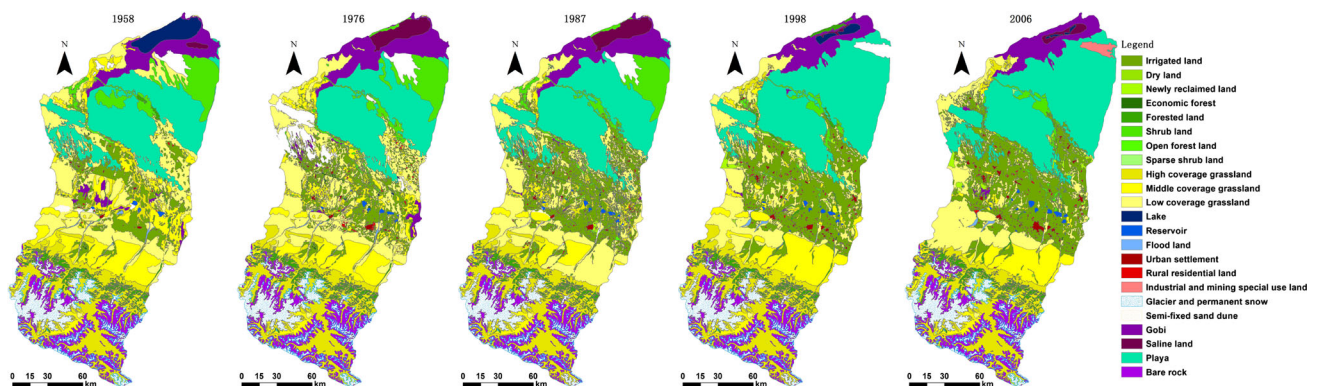 1958
1976
1987
1998
2006
N
N
N
N
N
Legend
Irrigated land
Dry land
Newly reclaimed land
Economic forest
Forested land
Shrub land
Open forest land
Sparse shrub land
High coverage grassland
Middle coverage grassland
Low coverage grassland
Lake
Reservoir
Flood land
Urban settlement
Rural residential land
Industrial and mining special use land
Glacier and permanent snow
Semi-fixed sand dune
Gobi
Saline land
Playa
Bare rock
0 15 30 60
km
0 15 30 60
km
0 15 30 60
km
0 15 30 60
km
0 15 30 60
km